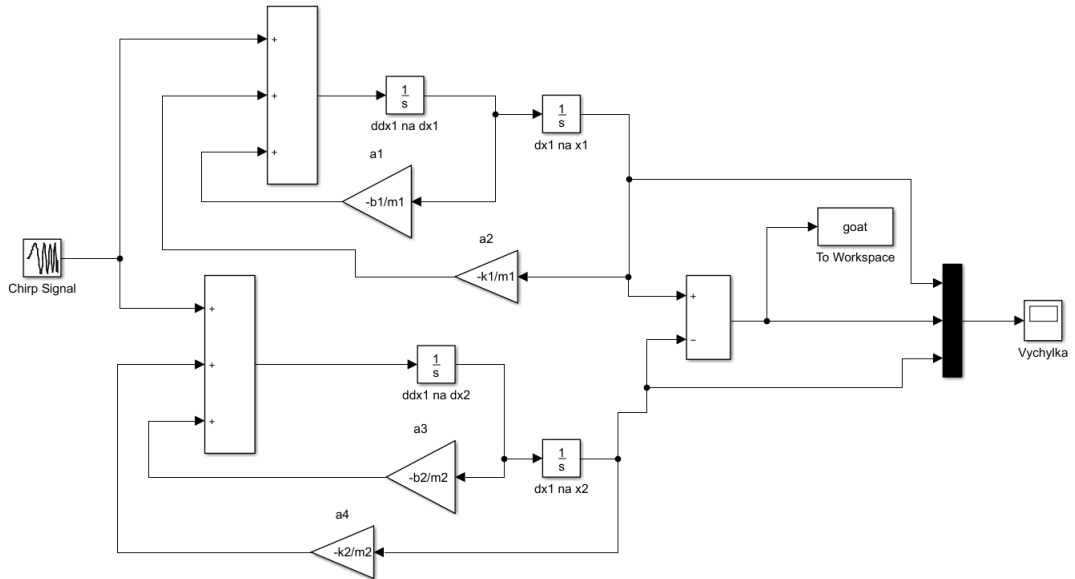 +
+
+
1
s
ddx1 na dx1
1
s
dx1 na x1
a1
-b1/m1
a2
-k1/m1
Chirp Signal
goat
To Workspace
+
−
Vychylka
+
+
+
1
s
ddx1 na dx2
a3
-b2/m2
1
s
dx1 na x2
a4
-k2/m2